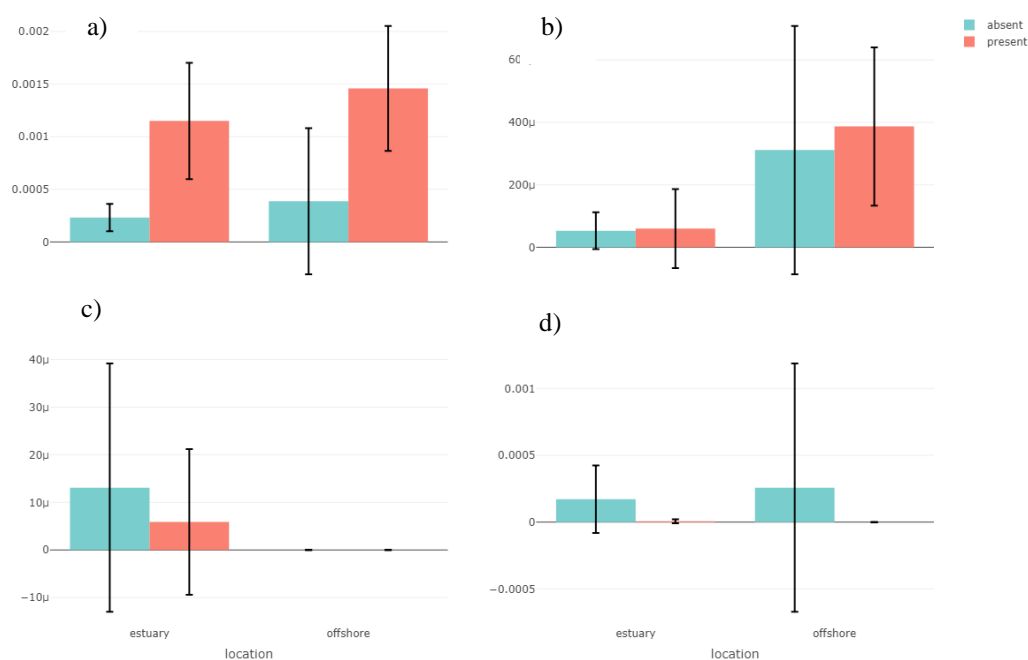 a)
0.002
0.0015
0.001
0.0005
0
b)
400μ
200μ
0
absent
present
c)
40μ
30μ
20μ
10μ
0
−10μ
estuary
offshore
location
d)
0.001
0.0005
0
−0.0005
estuary
offshore
location